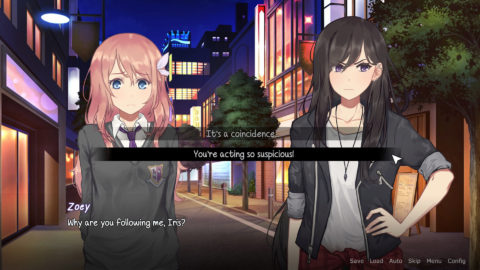 It's a coincidence.
You're acting so suspicious!
Zoey
Why are you following me, Iris?
Save Load Auto Skip Menu Config